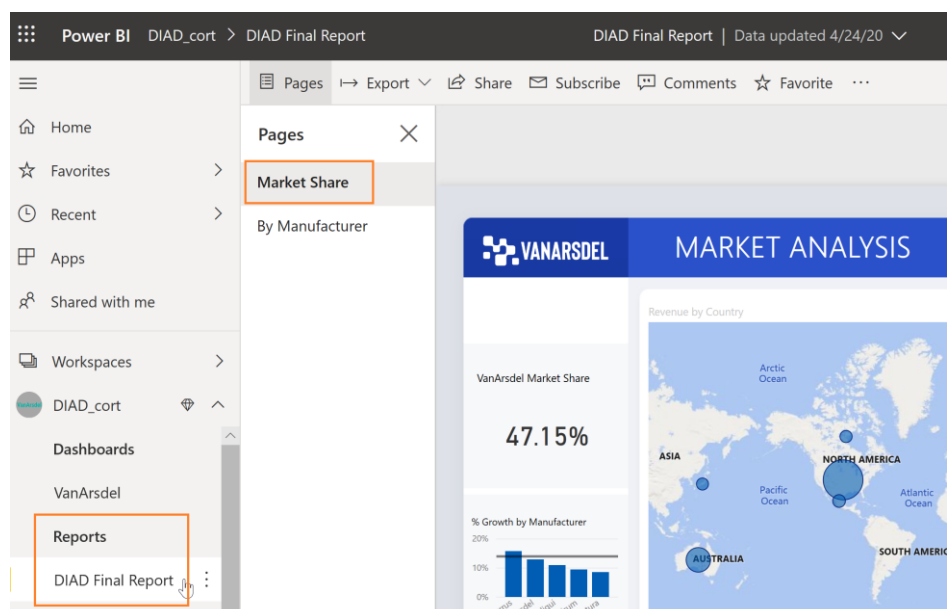 Power BI DIAD_cort > DIAD Final Report
DIAD Final Report | Data updated 4/24/20
Pages Export Share Subscribe Comments Favorite ...
Home
Favorites
Recent
Apps
Shared with me
Workspaces
DIAD_cort
Dashboards
VanArsdel
Reports
DIAD Final Report
Pages
Market Share
By Manufacturer
VANARSDEL
MARKET ANALYSIS
VanArsdel Market Share
47.15%
% Growth by Manufacturer
20%
10%
0%
Revenue by Country
Arctic
Ocean
ASIA
NORTH AMERICA
Pacific
Ocean
Atlantic
Ocean
AUSTRALIA
SOUTH AMERIC